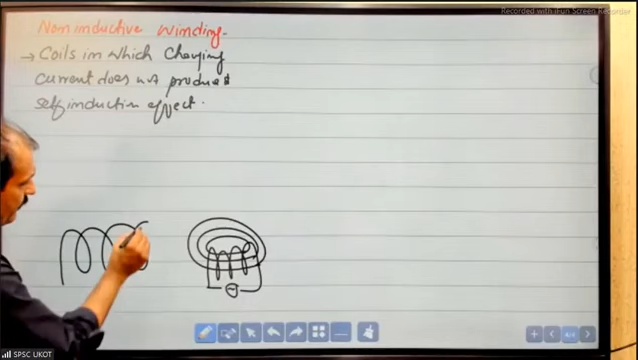 Recorded with iFun Screen Recorder
Non inductive winding.
→ Coils in which Changing
Current does not produces
self induction effect.
SPSC UKOT